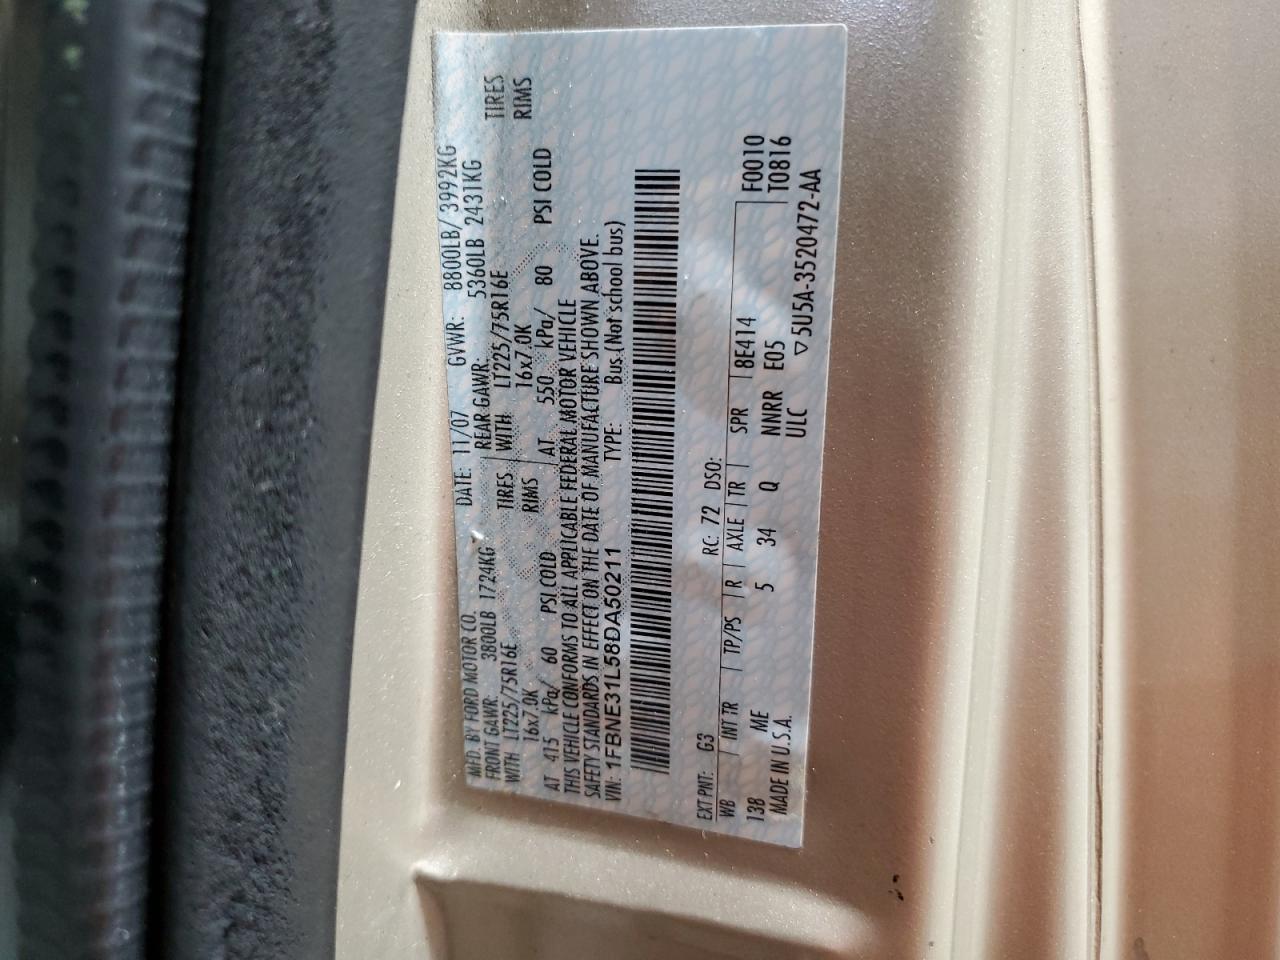 MFD. BY FORD MOTOR CO. DATE: 11/07 GVWR: 8800LB/ 3992KG
FRONT GAWR: 3800LB 1724KG REAR GAWR: 5360LB 2431KG
WITH LT225/75R16E TIRES WITH LT225/75R16E TIRES
16x7.0K RIMS 16x7.0K RIMS
AT 415 kPa/ 60 PSI COLD AT 550 kPa/ 80 PSI COLD
THIS VEHICLE CONFORMS TO ALL APPLICABLE FEDERAL MOTOR VEHICLE
SAFETY STANDARDS IN EFFECT ON THE DATE OF MANUFACTURE SHOWN ABOVE.
VIN: 1FBNE31L58DA50211 TYPE: Bus (Not school bus)
EXT PNT: G3 RC: 72 DSO:
WB | INT TR | TP/PS | R | AXLE | TR | SPR | 8E414 F0010
138 ME 5 34 Q NNRR E05 T0816
MADE IN U.S.A. ULC ▽5U5A-3520472-AA